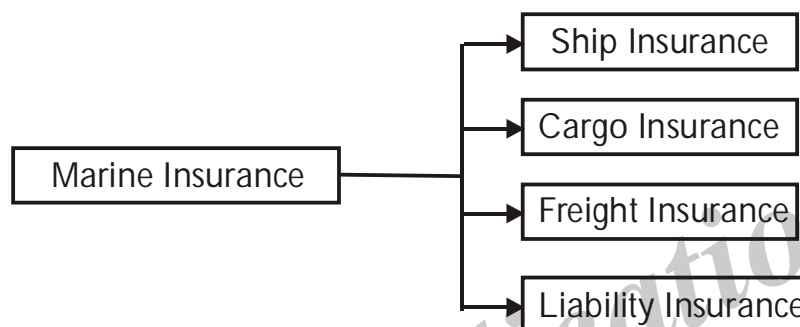 Ship Insurance
Cargo Insurance
Marine Insurance
Freight Insurance
Liability Insurance